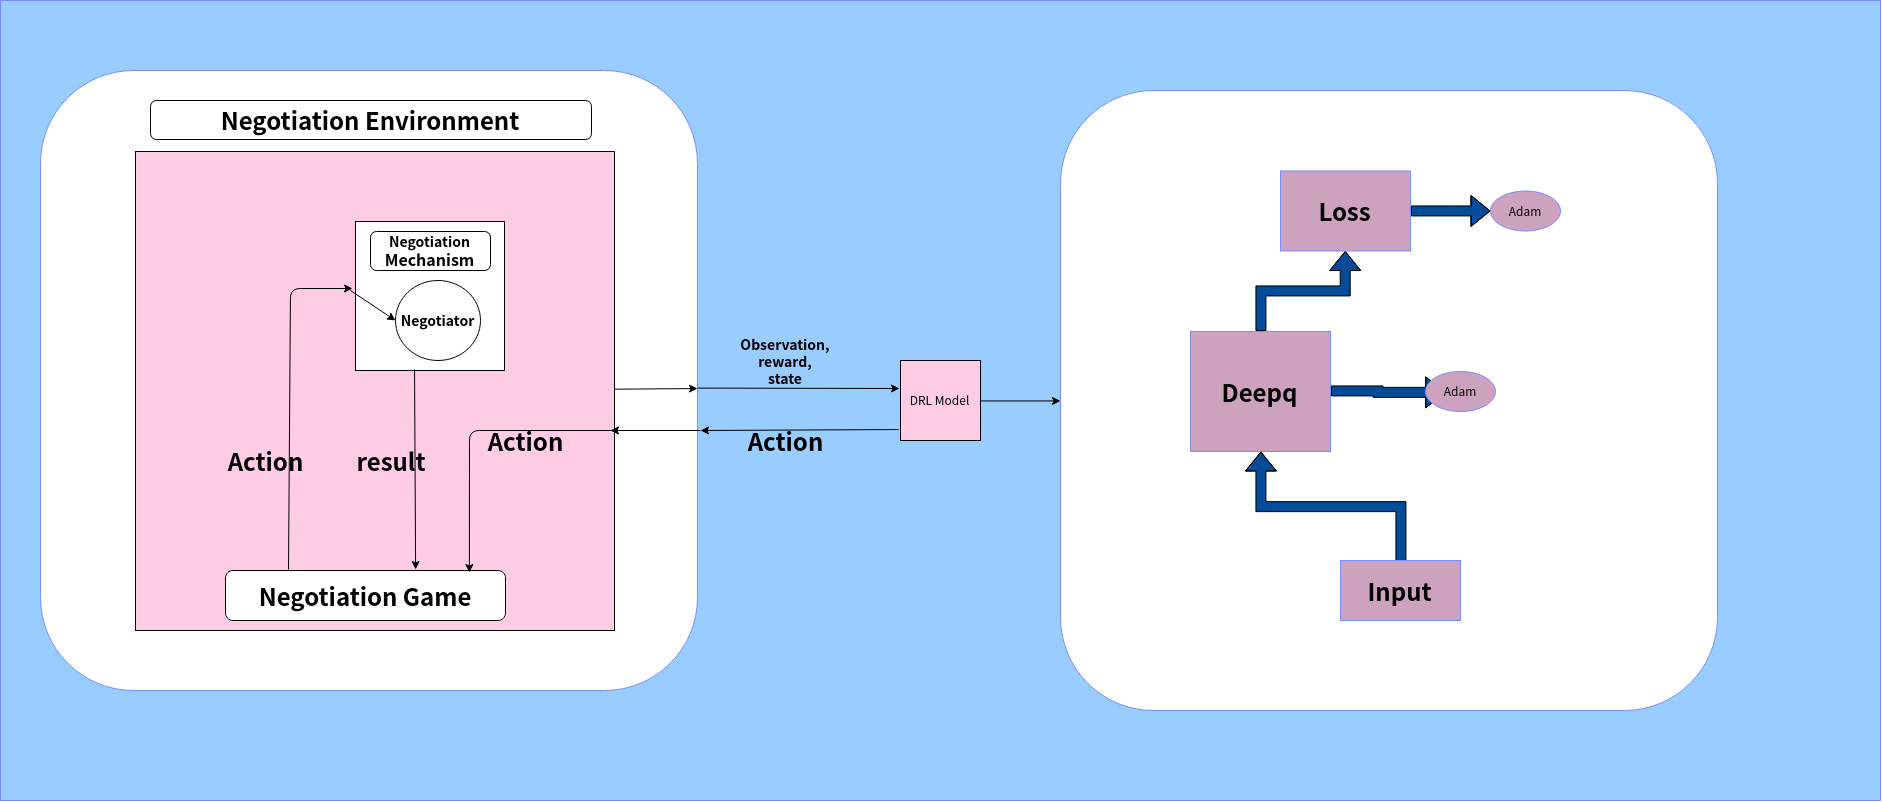 Negotiation Environment
Negotiation
Mechanism
Negotiator
Action
result
Action
Negotiation Game
Observation,
reward,
state
Action
DRL Model
Loss
Adam
Deepq
Adam
Input